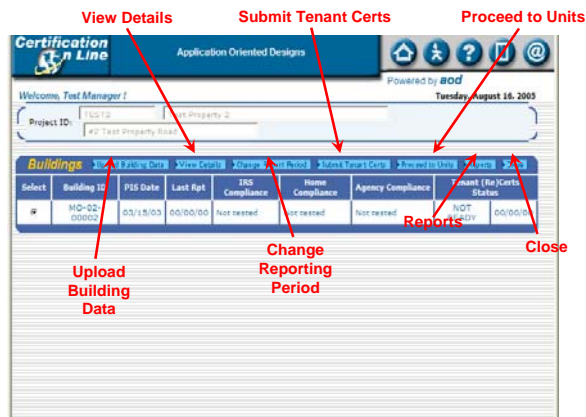 View Details
Submit Tenant Certs
Proceed to Units
Certification
On Line
Application Oriented Designs
Powered by aod
Welcome, Test Manager !
Tuesday, August 16, 2005
Project ID:
TEST2
Test Property 2
#2 Test Property Road
Buildings
Upload Building Data
View Details
Change Report Period
Submit Tenant Certs
Proceed to Units
Reports
Close
Select
Building ID
PIS Date
Last Rpt
IRS Compliance
Home Compliance
Agency Compliance
Tenant (Re)Certs Status
MO-02-00002
03/15/03
00/00/00
Not tested
Not tested
Not tested
NOT READY
00/00/00
Upload
Building
Data
Change
Reporting
Period
Reports
Close